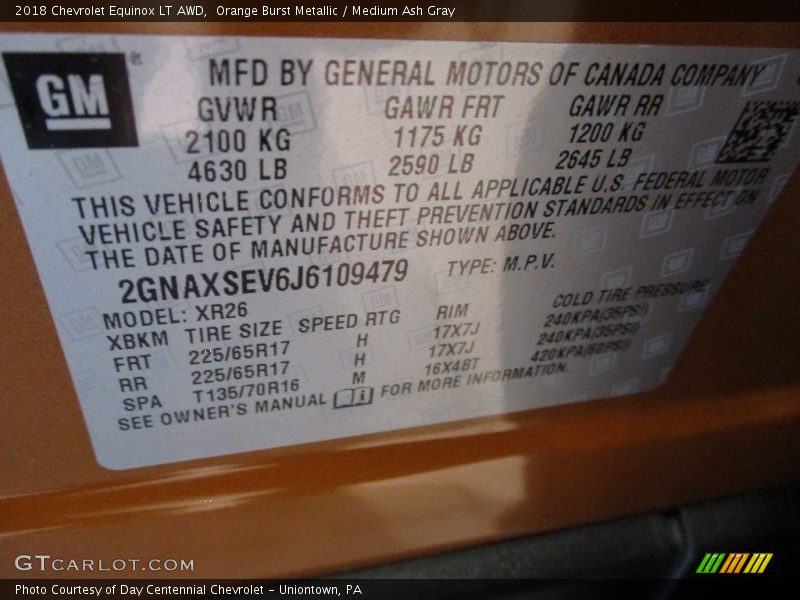 2018 Chevrolet Equinox LT AWD,  Orange Burst Metallic / Medium Ash Gray
GM
MFD BY GENERAL MOTORS OF CANADA COMPANY
GVWR GAWR FRT GAWR RR
2100 KG 1175 KG 1200 KG
4630 LB 2590 LB 2645 LB
THIS VEHICLE CONFORMS TO ALL APPLICABLE U.S. FEDERAL MOTOR
VEHICLE SAFETY AND THEFT PREVENTION STANDARDS IN EFFECT ON
THE DATE OF MANUFACTURE SHOWN ABOVE.
2GNAXSEV6J6109479 TYPE: M.P.V.
MODEL: XR26
XBKM TIRE SIZE SPEED RTG RIM COLD TIRE PRESSURE
FRT 225/65R17 H 17X7J 240KPA(35PSI)
RR 225/65R17 H 17X7J 240KPA(35PSI)
SPA T135/70R16 M 16X4BT 420KPA(60PSI)
SEE OWNER'S MANUAL i FOR MORE INFORMATION.
GTCARLOT.COM
Photo Courtesy of Day Centennial Chevrolet - Uniontown, PA